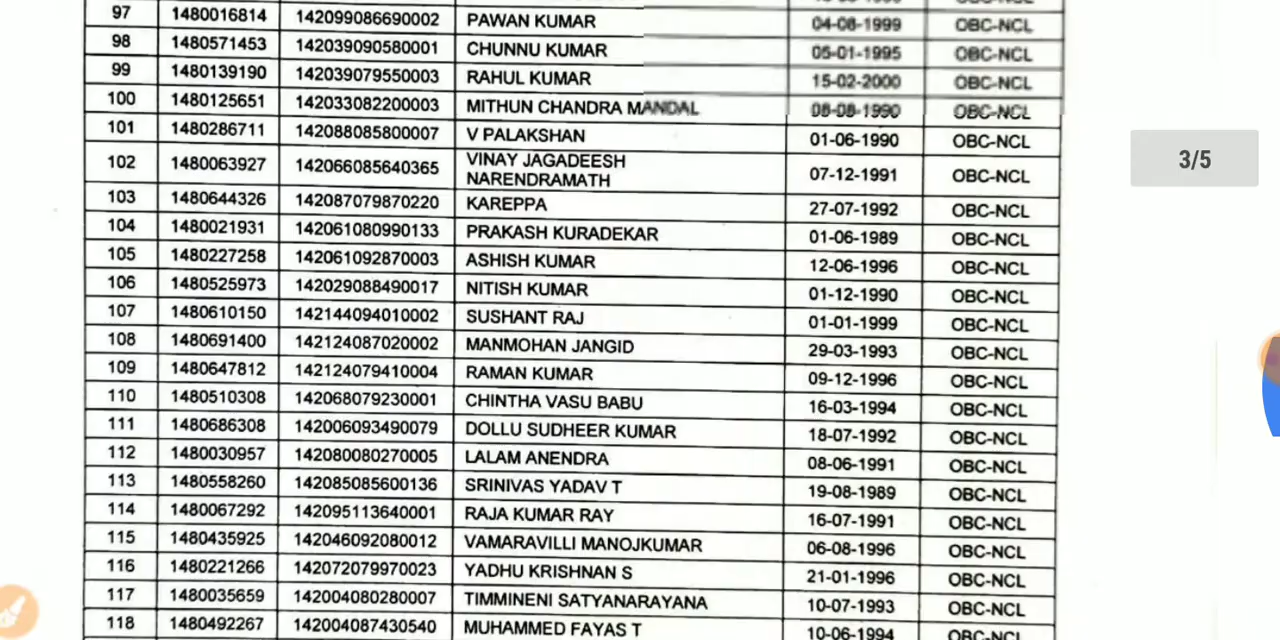 97 1480016814 142099086690002 PAWAN KUMAR 04-08-1999 OBC-NCL
98 1480571453 142039090580001 CHUNNU KUMAR 05-01-1995 OBC-NCL
99 1480139190 142039079550003 RAHUL KUMAR 15-02-2000 OBC-NCL
100 1480125651 142033082200003 MITHUN CHANDRA MANDAL 08-08-1990 OBC-NCL
101 1480286711 142088085800007 V PALAKSHAN 01-06-1990 OBC-NCL
102 1480063927 142066085640365 VINAY JAGADEESH 07-12-1991 OBC-NCL
NARENDRAMATH
3/5
103 1480644326 142087079870220 KAREPPA 27-07-1992 OBC-NCL
104 1480021931 142061080990133 PRAKASH KURADEKAR 01-06-1989 OBC-NCL
105 1480227258 142061092870003 ASHISH KUMAR 12-06-1996 OBC-NCL
106 1480525973 142029088490017 NITISH KUMAR 01-12-1990 OBC-NCL
107 1480610150 142144094010002 SUSHANT RAJ 01-01-1999 OBC-NCL
108 1480691400 142124087020002 MANMOHAN JANGID 29-03-1993 OBC-NCL
109 1480647812 142124079410004 RAMAN KUMAR 09-12-1996 OBC-NCL
110 1480510308 142068079230001 CHINTHA VASU BABU 16-03-1994 OBC-NCL
111 1480686308 142006093490079 DOLLU SUDHEER KUMAR 18-07-1992 OBC-NCL
112 1480030957 142080080270005 LALAM ANENDRA 08-06-1991 OBC-NCL
113 1480558260 142085085600136 SRINIVAS YADAV T 19-08-1989 OBC-NCL
114 1480067292 142095113640001 RAJA KUMAR RAY 16-07-1991 OBC-NCL
115 1480435925 142046092080012 VAMARAVILLI MANOJKUMAR 06-08-1996 OBC-NCL
116 1480221266 142072079970023 YADHU KRISHNAN S 21-01-1996 OBC-NCL
117 1480035659 142004080280007 TIMMINENI SATYANARAYANA 10-07-1993 OBC-NCL
118 1480492267 142004087430540 MUHAMMED FAYAS T 10-06-1994 OBC-NCL